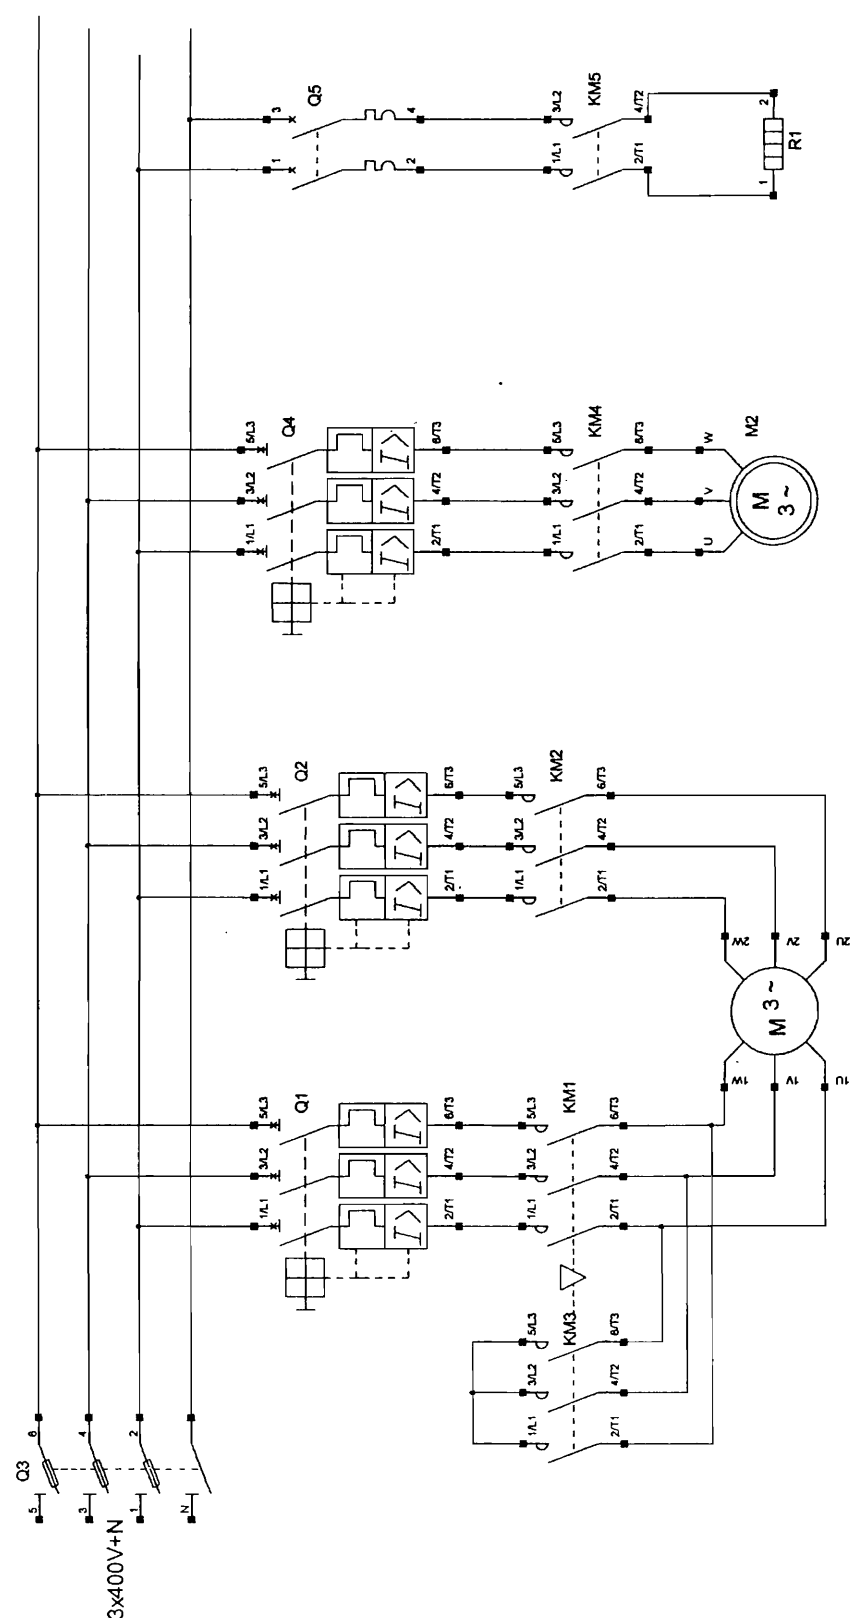 3x400V+N
Q3
5 6
3 4
1 2
N
Q1
1/L1 3/L2 5/L3
2/T1 4/T2 6/T3
Q2
1/L1 3/L2 5/L3
2/T1 4/T2 6/T3
Q4
1/L1 3/L2 5/L3
2/T1 4/T2 6/T3
Q5
1 3
2 4
KM3
1/L1 3/L2 5/L3
2/T1 4/T2 6/T3
KM1
1/L1 3/L2 5/L3
2/T1 4/T2 6/T3
KM2
1/L1 3/L2 5/L3
2/T1 4/T2 6/T3
KM4
1/L1 3/L2 5/L3
2/T1 4/T2 6/T3
KM5
1/L1 3/L2
2/T1 4/T2
1W 2W
1V 2V
1U 2U
M
3~
U V W
M2
M
3~
1 2
R1